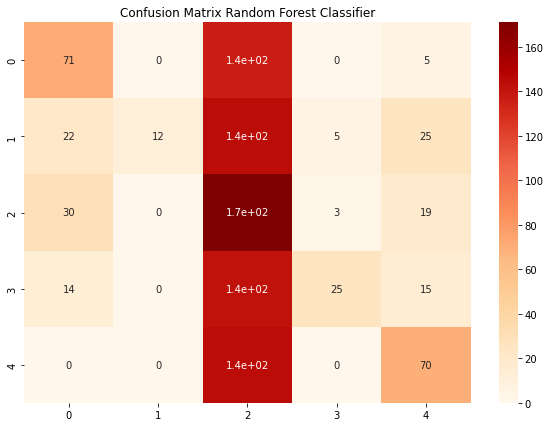 Confusion Matrix Random Forest Classifier
0 71 0 1.4e+02 0 5
1 22 12 1.4e+02 5 25
2 30 0 1.7e+02 3 19
3 14 0 1.4e+02 25 15
4 0 0 1.4e+02 0 70
0 1 2 3 4
160
140
120
100
80
60
40
20
0